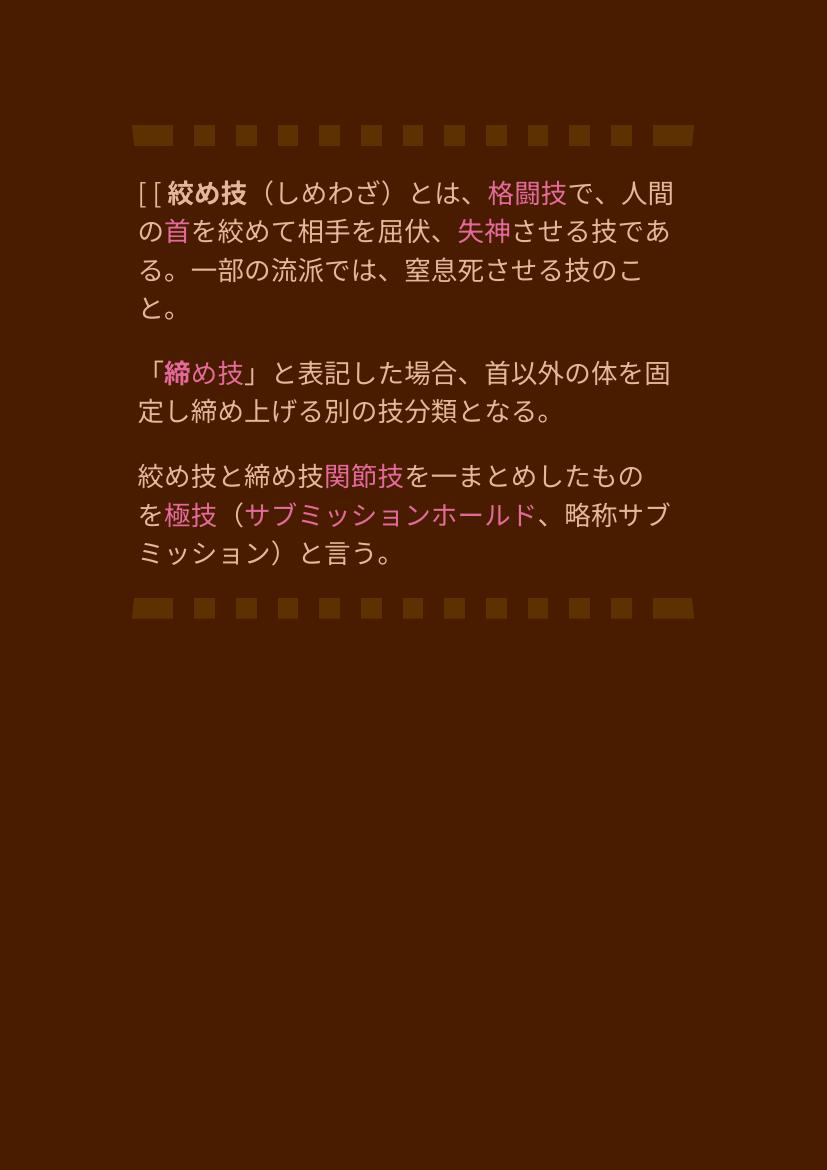 [ [ 絞め技（しめわざ）とは、格闘技で、人間
の首を絞めて相手を屈伏、失神させる技であ
る。一部の流派では、窒息死させる技のこ
と。
「締め技」と表記した場合、首以外の体を固
定し締め上げる別の技分類となる。
絞め技と締め技関節技を一まとめしたもの
を極技（サブミッションホールド、略称サブ
ミッション）と言う。